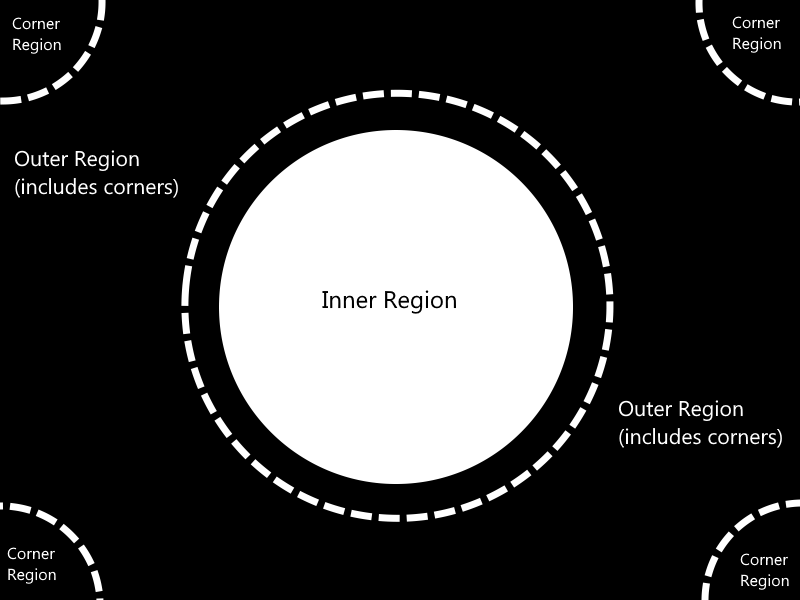 Corner
Region
Corner
Region
Outer Region
(includes corners)
Inner Region
Outer Region
(includes corners)
Corner
Region
Corner
Region